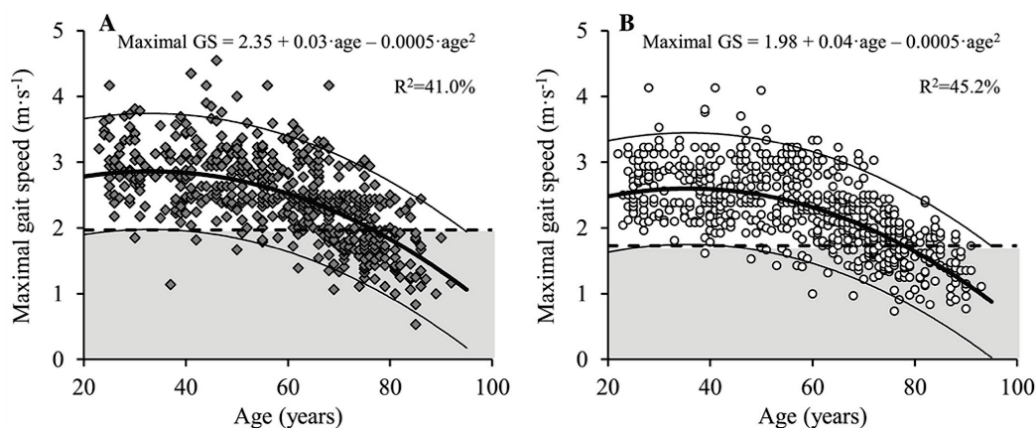 A
Maximal GS = 2.35 + 0.03·age – 0.0005·age²
R²=41.0%
Maximal gait speed (m·s⁻¹)
5
4
3
2
1
0
20 40 60 80 100
Age (years)
B
Maximal GS = 1.98 + 0.04·age – 0.0005·age²
R²=45.2%
Maximal gait speed (m·s⁻¹)
5
4
3
2
1
0
20 40 60 80 100
Age (years)